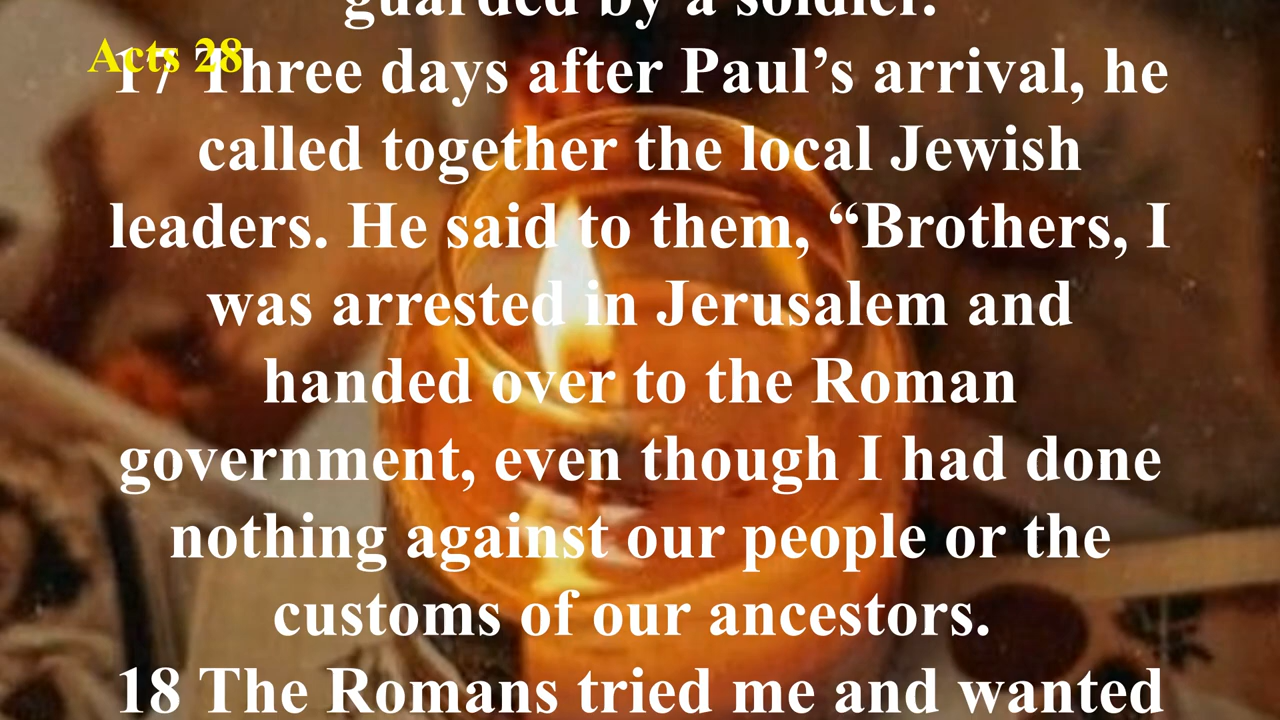 guarded by a soldier.
Acts 28
17 Three days after Paul’s arrival, he
called together the local Jewish
leaders. He said to them, “Brothers, I
was arrested in Jerusalem and
handed over to the Roman
government, even though I had done
nothing against our people or the
customs of our ancestors.
18 The Romans tried me and wanted